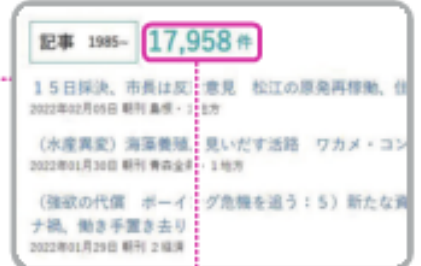 記事 1985~ 17,958 件
15日採決、市長は反 意見 松江の原発再稼働、住
2022年02月05日 朝刊 島根・1地方
(水産異変)海藻養殖、見いだす活路 ワカメ・コン
2022年01月30日 朝刊 青森全県・1地方
(強欲の代償 ボーイ グ危機を追う:5)新たな資
ナ禍、働き手置き去り
2022年01月29日 朝刊 2経済